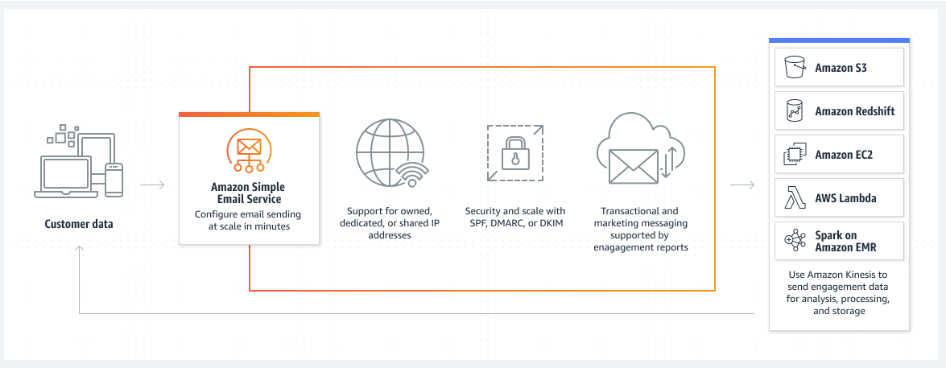 Customer data
Amazon Simple
Email Service
Configure email sending
at scale in minutes
Support for owned,
dedicated, or shared IP
addresses
Security and scale with
SPF, DMARC, or DKIM
Transactional and
marketing messaging
supported by
enagagement reports
Amazon S3
Amazon Redshift
Amazon EC2
AWS Lambda
Spark on
Amazon EMR
Use Amazon Kinesis to
send engagement data
for analysis, processing,
and storage